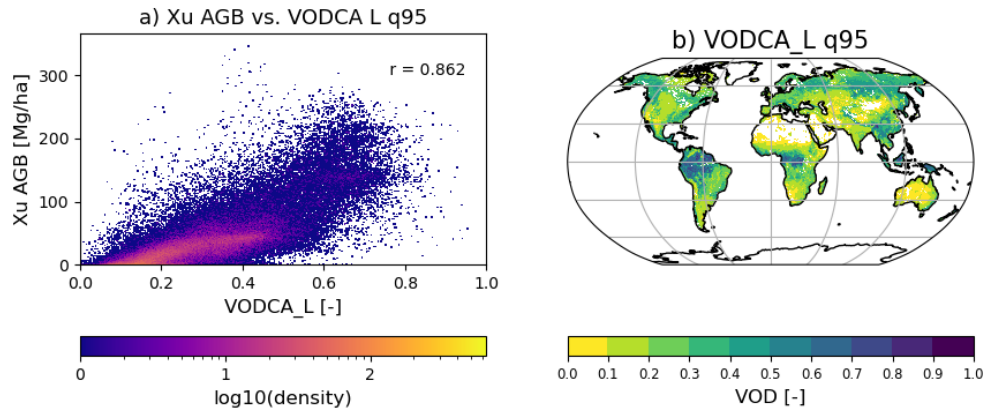 a) Xu AGB vs. VODCA L q95
r = 0.862
300
200
100
0
Xu AGB [Mg/ha]
0.0 0.2 0.4 0.6 0.8 1.0
VODCA_L [-]
0 1 2
log10(density)
b) VODCA_L q95
0.0 0.1 0.2 0.3 0.4 0.5 0.6 0.7 0.8 0.9 1.0
VOD [-]